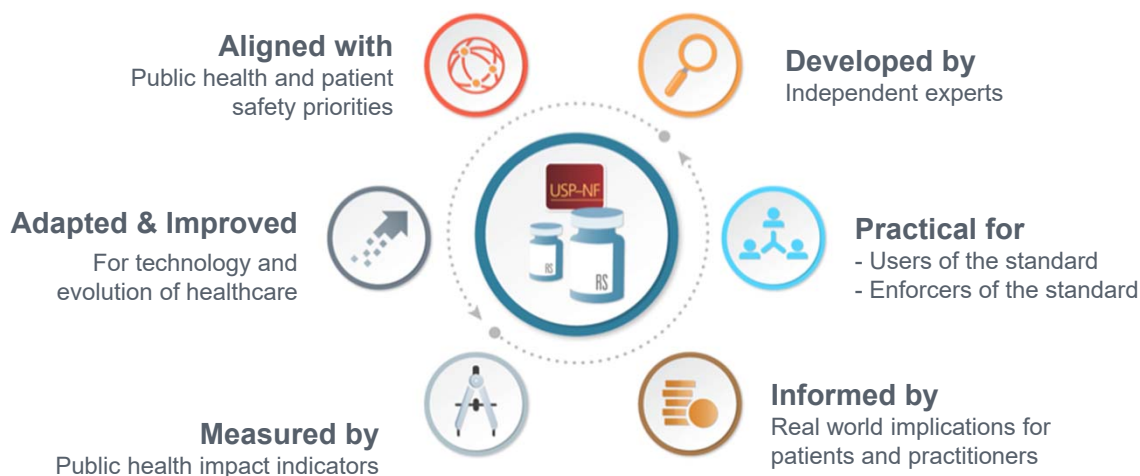 Aligned with
Public health and patient
safety priorities
Developed by
Independent experts
USP–NF
RS
RS
Adapted & Improved
For technology and
evolution of healthcare
Practical for
- Users of the standard
- Enforcers of the standard
Measured by
Public health impact indicators
Informed by
Real world implications for
patients and practitioners